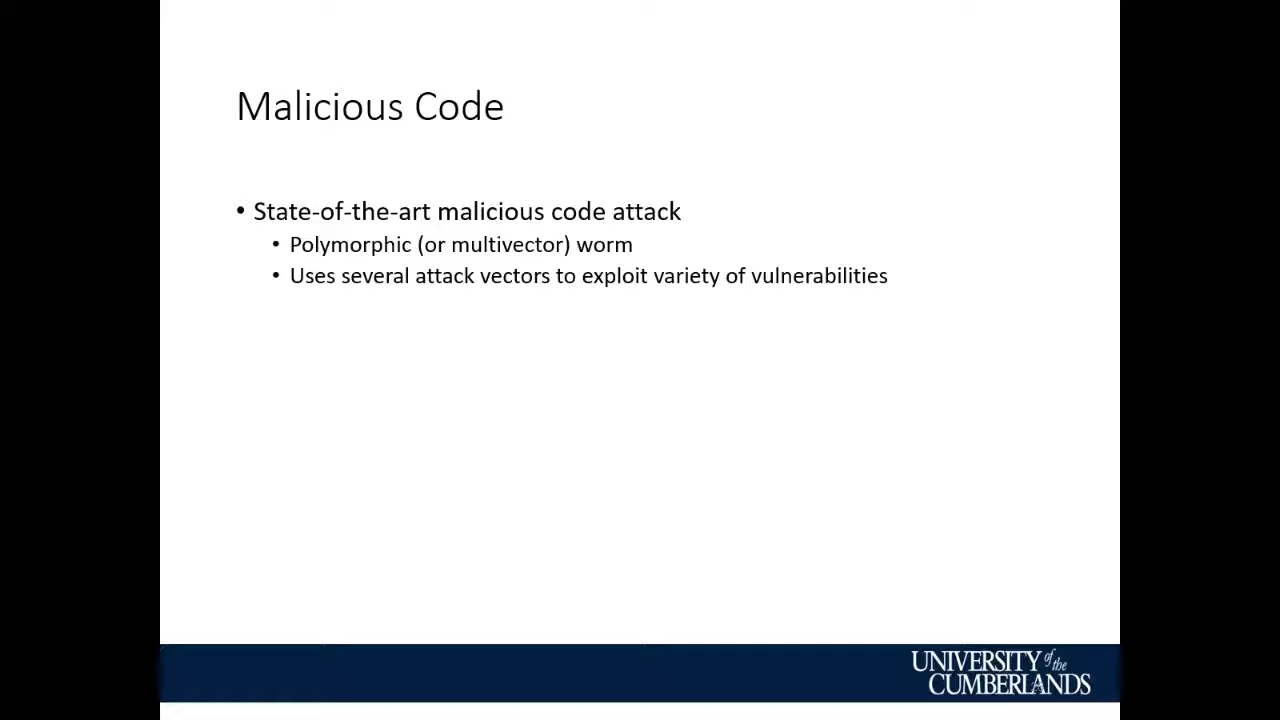 Malicious Code
• State-of-the-art malicious code attack
• Polymorphic (or multivector) worm
• Uses several attack vectors to exploit variety of vulnerabilities
UNIVERSITY of the
CUMBERLANDS